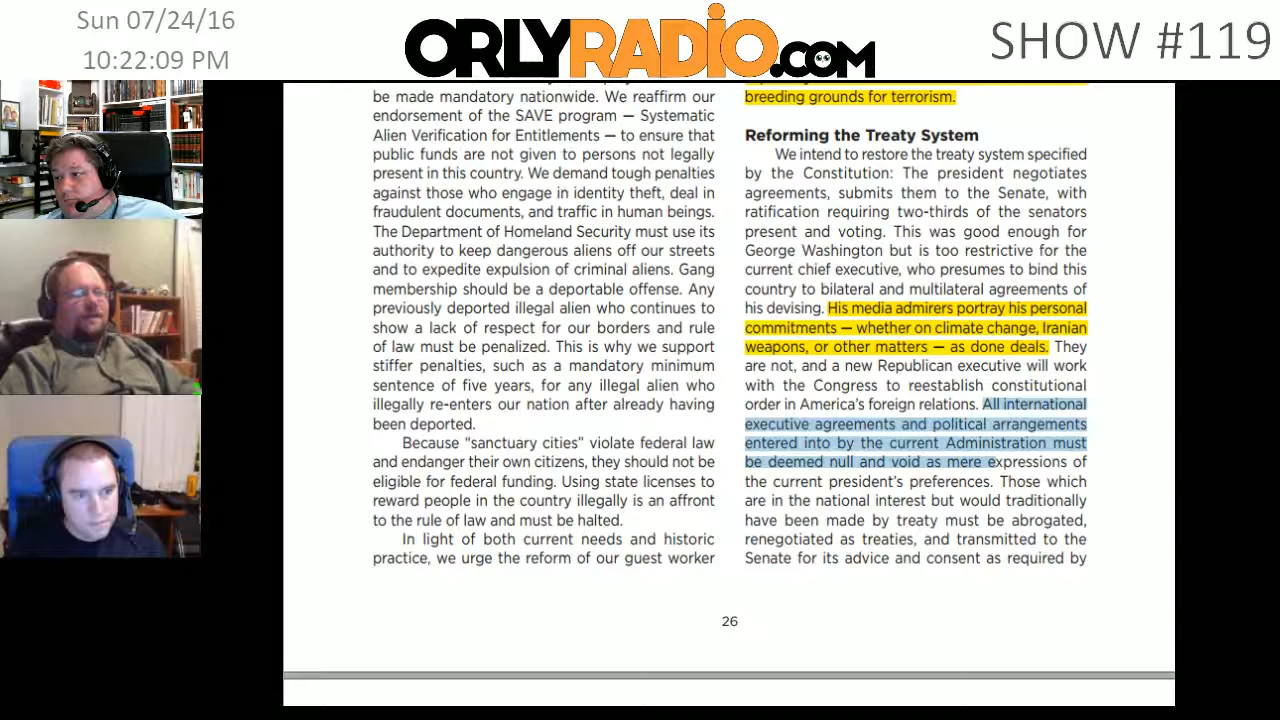 Sun 07/24/16
10:22:09 PM
ORLYRADIO.COM
SHOW #119
be made mandatory nationwide. We reaffirm our
endorsement of the SAVE program — Systematic
Alien Verification for Entitlements — to ensure that
public funds are not given to persons not legally
present in this country. We demand tough penalties
against those who engage in identity theft, deal in
fraudulent documents, and traffic in human beings.
The Department of Homeland Security must use its
authority to keep dangerous aliens off our streets
and to expedite expulsion of criminal aliens. Gang
membership should be a deportable offense. Any
previously deported illegal alien who continues to
show a lack of respect for our borders and rule
of law must be penalized. This is why we support
stiffer penalties, such as a mandatory minimum
sentence of five years, for any illegal alien who
illegally re-enters our nation after already having
been deported.
Because “sanctuary cities” violate federal law
and endanger their own citizens, they should not be
eligible for federal funding. Using state licenses to
reward people in the country illegally is an affront
to the rule of law and must be halted.
In light of both current needs and historic
practice, we urge the reform of our guest worker
breeding grounds for terrorism.
Reforming the Treaty System
We intend to restore the treaty system specified
by the Constitution: The president negotiates
agreements, submits them to the Senate, with
ratification requiring two-thirds of the senators
present and voting. This was good enough for
George Washington but is too restrictive for the
current chief executive, who presumes to bind this
country to bilateral and multilateral agreements of
his devising. His media admirers portray his personal
commitments — whether on climate change, Iranian
weapons, or other matters — as done deals. They
are not, and a new Republican executive will work
with the Congress to reestablish constitutional
order in America’s foreign relations. All international
executive agreements and political arrangements
entered into by the current Administration must
be deemed null and void as mere expressions of
the current president’s preferences. Those which
are in the national interest but would traditionally
have been made by treaty must be abrogated,
renegotiated as treaties, and transmitted to the
Senate for its advice and consent as required by
26